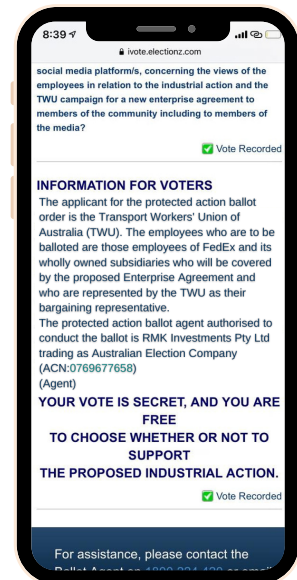 8:39
ivote.electionz.com
social media platform/s, concerning the views of the
employees in relation to the industrial action and the
TWU campaign for a new enterprise agreement to
members of the community including to members of
the media?
Vote Recorded
INFORMATION FOR VOTERS
The applicant for the protected action ballot
order is the Transport Workers' Union of
Australia (TWU). The employees who are to be
balloted are those employees of FedEx and its
wholly owned subsidiaries who will be covered
by the proposed Enterprise Agreement and
who are represented by the TWU as their
bargaining representative.
The protected action ballot agent authorised to
conduct the ballot is RMK Investments Pty Ltd
trading as Australian Election Company
(ACN:0769677658)
(Agent)
YOUR VOTE IS SECRET, AND YOU ARE
FREE
TO CHOOSE WHETHER OR NOT TO
SUPPORT
THE PROPOSED INDUSTRIAL ACTION.
Vote Recorded
For assistance, please contact the
Ballot Agent on